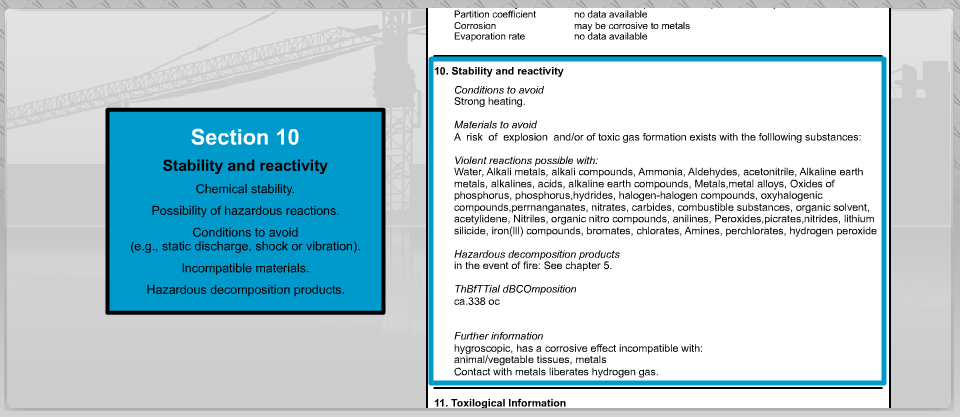 Section 10
Stability and reactivity
Chemical stability.
Possibility of hazardous reactions.
Conditions to avoid
(e.g., static discharge, shock or vibration).
Incompatible materials.
Hazardous decomposition products.
Partition coefficient no data available
Corrosion may be corrosive to metals
Evaporation rate no data available
10. Stability and reactivity
Conditions to avoid
Strong heating.
Materials to avoid
A risk of explosion and/or of toxic gas formation exists with the folllowing substances:
Violent reactions possible with:
Water, Alkali metals, alkali compounds, Ammonia, Aldehydes, acetonitrile, Alkaline earth
metals, alkalines, acids, alkaline earth compounds, Metals,metal alloys, Oxides of
phosphorus, phosphorus,hydrides, halogen-halogen compounds, oxyhalogenic
compounds,permanganates, nitrates, carbides, combustible substances, organic solvent,
acetylidene, Nitriles, organic nitro compounds, anilines, Peroxides,picrates,nitrides, lithium
silicide, iron(III) compounds, bromates, chlorates, Amines, perchlorates, hydrogen peroxide
Hazardous decomposition products
in the event of fire: See chapter 5.
ThBfTTial dBCOmposition
ca.338 oc
Further information
hygroscopic, has a corrosive effect incompatible with:
animal/vegetable tissues, metals
Contact with metals liberates hydrogen gas.
11. Toxilogical Information